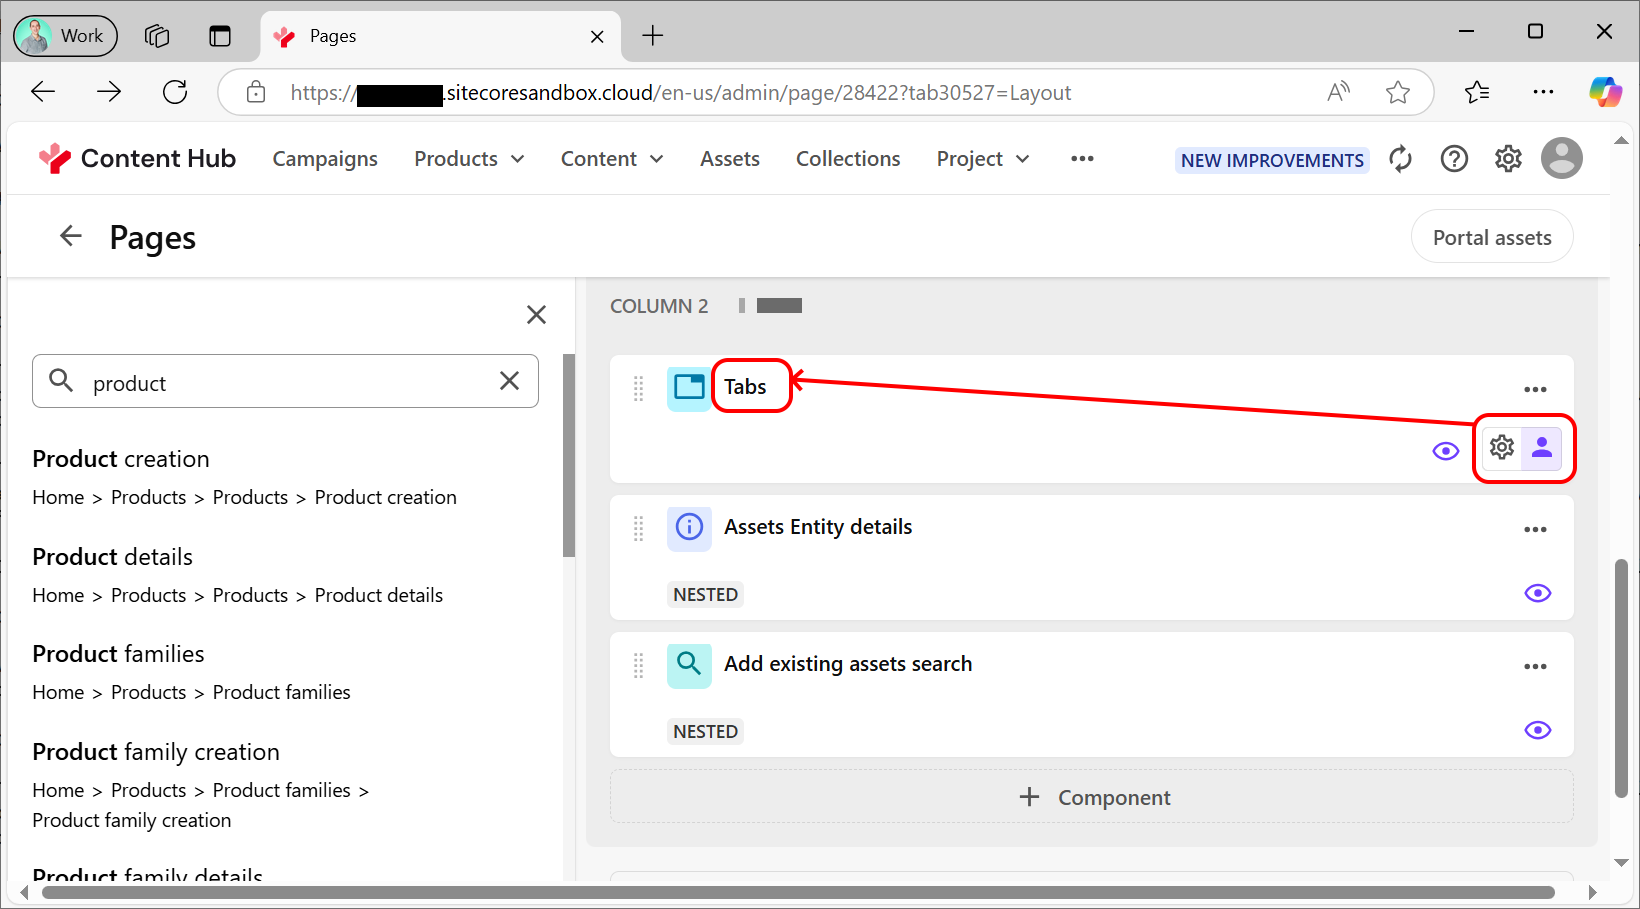 Work
Pages
https:// .sitecoresandbox.cloud/en-us/admin/page/28422?tab30527=Layout
Content Hub
Campaigns
Products
Content
Assets
Collections
Project
NEW IMPROVEMENTS
Pages
Portal assets
product
Product creation
Home > Products > Products > Product creation
Product details
Home > Products > Products > Product details
Product families
Home > Products > Product families
Product family creation
Home > Products > Product families >
Product family creation
Product family details
COLUMN 2
Tabs
Assets Entity details
NESTED
Add existing assets search
NESTED
Component